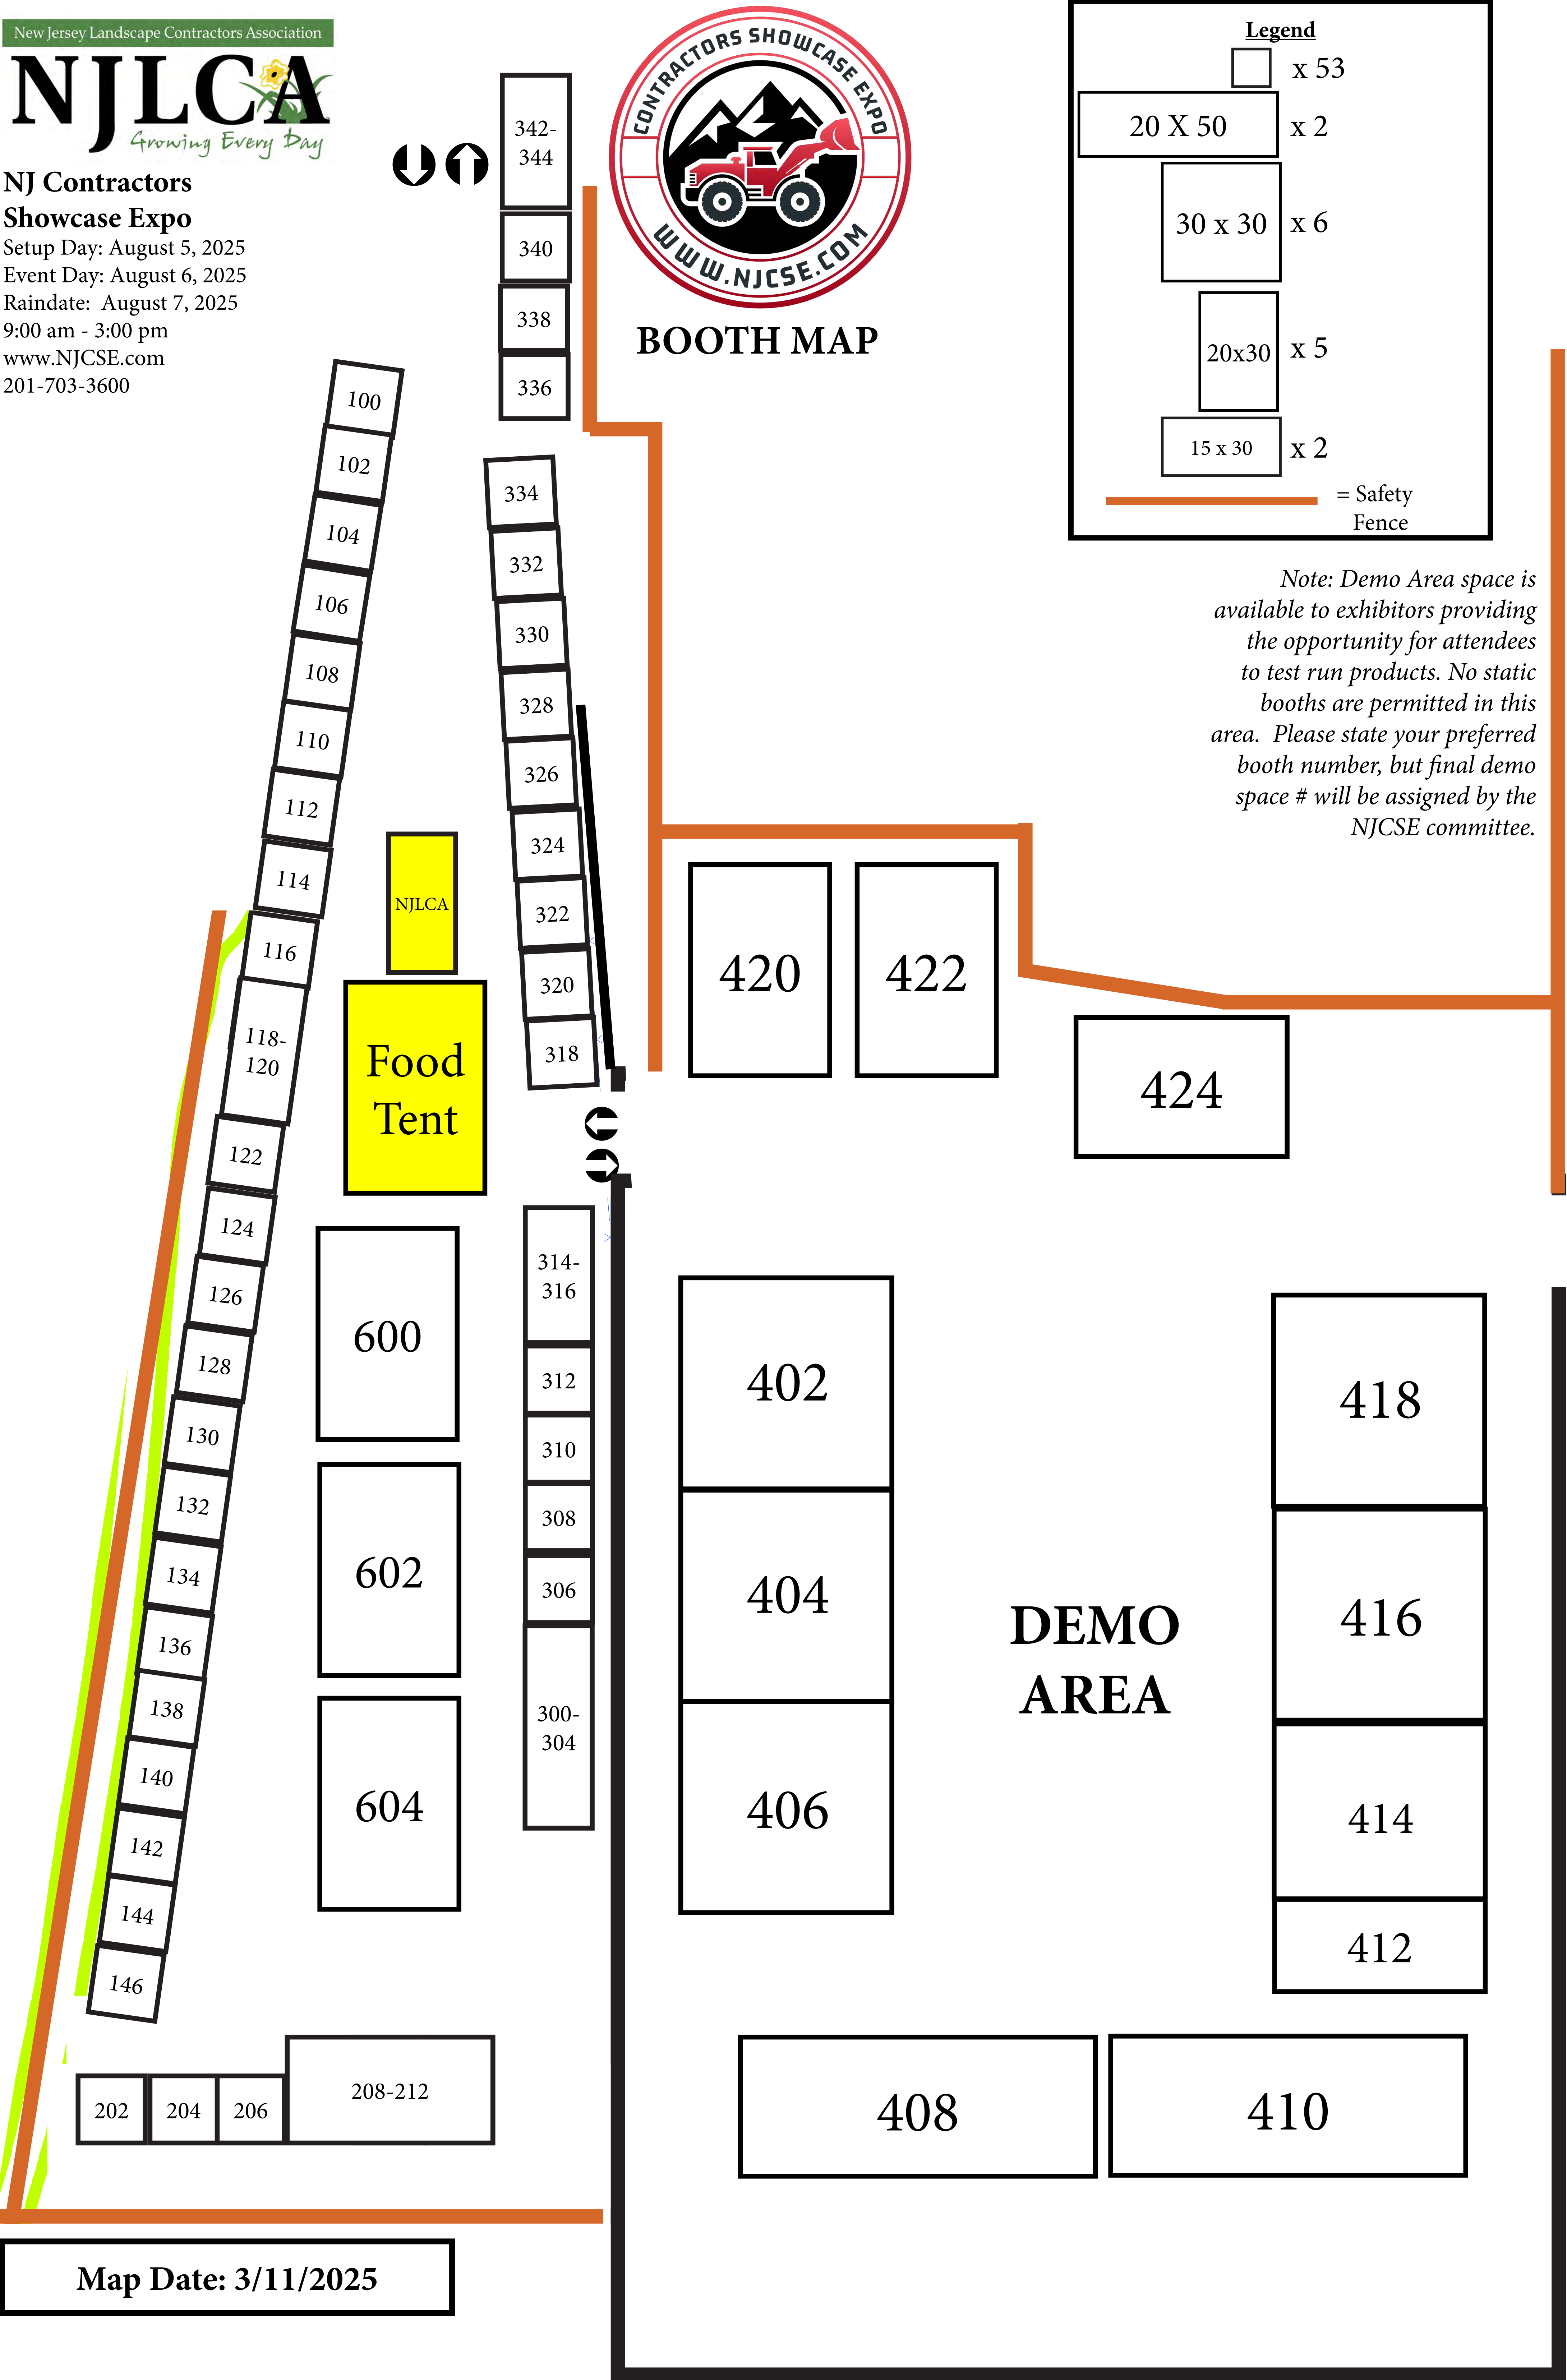 New Jersey Landscape Contractors Association
NJLCA
Growing Every Day
NJ Contractors
Showcase Expo
Setup Day: August 5, 2025
Event Day: August 6, 2025
Raindate:  August 7, 2025
9:00 am - 3:00 pm
www.NJCSE.com
201-703-3600
CONTRACTORS SHOWCASE EXPO
WWW.NJCSE.COM
BOOTH MAP
Legend
x 53
20 X 50 x 2
30 x 30 x 6
20x30 x 5
15 x 30 x 2
= Safety
Fence
Note: Demo Area space is
available to exhibitors providing
the opportunity for attendees
to test run products. No static
booths are permitted in this
area.  Please state your preferred
booth number, but final demo
space # will be assigned by the
NJCSE committee.
342-
344
340
338
336
334
332
330
328
326
324
322
320
318
314-
316
312
310
308
306
300-
304
100
102
104
106
108
110
112
114
116
118-
120
122
124
126
128
130
132
134
136
138
140
142
144
146
NJLCA
Food
Tent
600
602
604
202
204
206
208-212
420
422
424
402
404
406
DEMO
AREA
418
416
414
412
408
410
Map Date: 3/11/2025